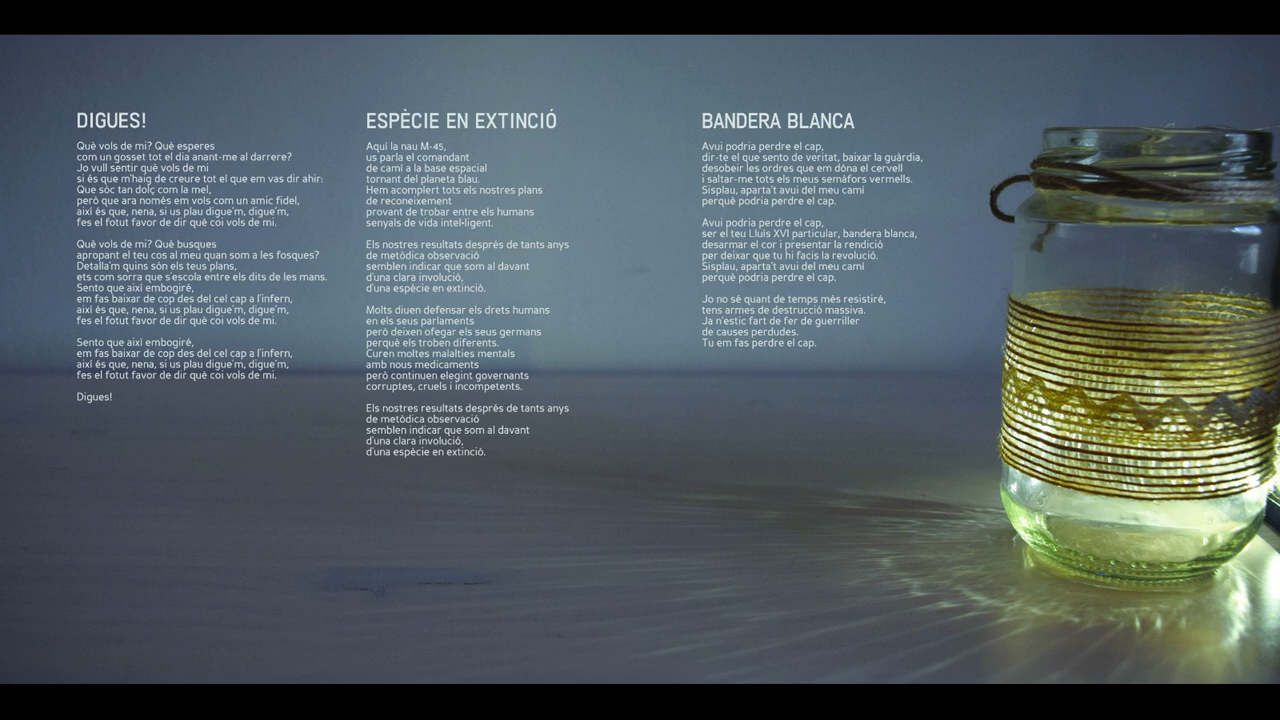 DIGUES!
Què vols de mi? Què esperes
com un gosset tot el dia anant-me al darrere?
Jo vull sentir què vols de mi
si és que m'haig de creure tot el que em vas dir ahir:
Que sóc tan dolç com la mel,
però que ara només em vols com un amic fidel,
així és que, nena, si us plau digue'm, digue'm,
fes el fotut favor de dir què coi vols de mi.
Què vols de mi? Què busques
apropant el teu cos al meu quan som a les fosques?
Detalla'm quins són els teus plans,
ets com sorra que s'escola entre els dits de les mans.
Sento que així embogiré,
em fas baixar de cop des del cel cap a l'infern,
així és que, nena, si us plau digue'm, digue'm,
fes el fotut favor de dir què coi vols de mi.
Sento que així embogiré,
em fas baixar de cop des del cel cap a l'infern,
així és que, nena, si us plau digue'm, digue'm,
fes el fotut favor de dir què coi vols de mi.
Digues!
ESPÈCIE EN EXTINCIÓ
Aquí la nau M-45,
us parla el comandant
de camí a la base espacial
tornant del planeta blau.
Hem acomplert tots els nostres plans
de reconeixement
provant de trobar entre els humans
senyals de vida intel·ligent.
Els nostres resultats després de tants anys
de metòdica observació
semblen indicar que som al davant
d'una clara involució,
d'una espècie en extinció.
Molts diuen defensar els drets humans
en els seus parlaments
però deixen ofegar els seus germans
perquè els troben diferents.
Curen moltes malalties mentals
amb nous medicaments
però continuen elegint governants
corruptes, cruels i incompetents.
Els nostres resultats després de tants anys
de metòdica observació
semblen indicar que som al davant
d'una clara involució,
d'una espècie en extinció.
BANDERA BLANCA
Avui podria perdre el cap,
dir-te el que sento de veritat, baixar la guàrdia,
desobeir les ordres que em dóna el cervell
i saltar-me tots els meus semàfors vermells.
Sisplau, aparta't avui del meu camí
perquè podria perdre el cap.
Avui podria perdre el cap,
ser el teu Lluís XVI particular, bandera blanca,
desarmar el cor i presentar la rendició
per deixar que tu hi facis la revolució.
Sisplau, aparta't avui del meu camí
perquè podria perdre el cap.
Jo no sé quant de temps més resistiré,
tens armes de destrucció massiva.
Ja n'estic fart de fer de guerriller
de causes perdudes.
Tu em fas perdre el cap.